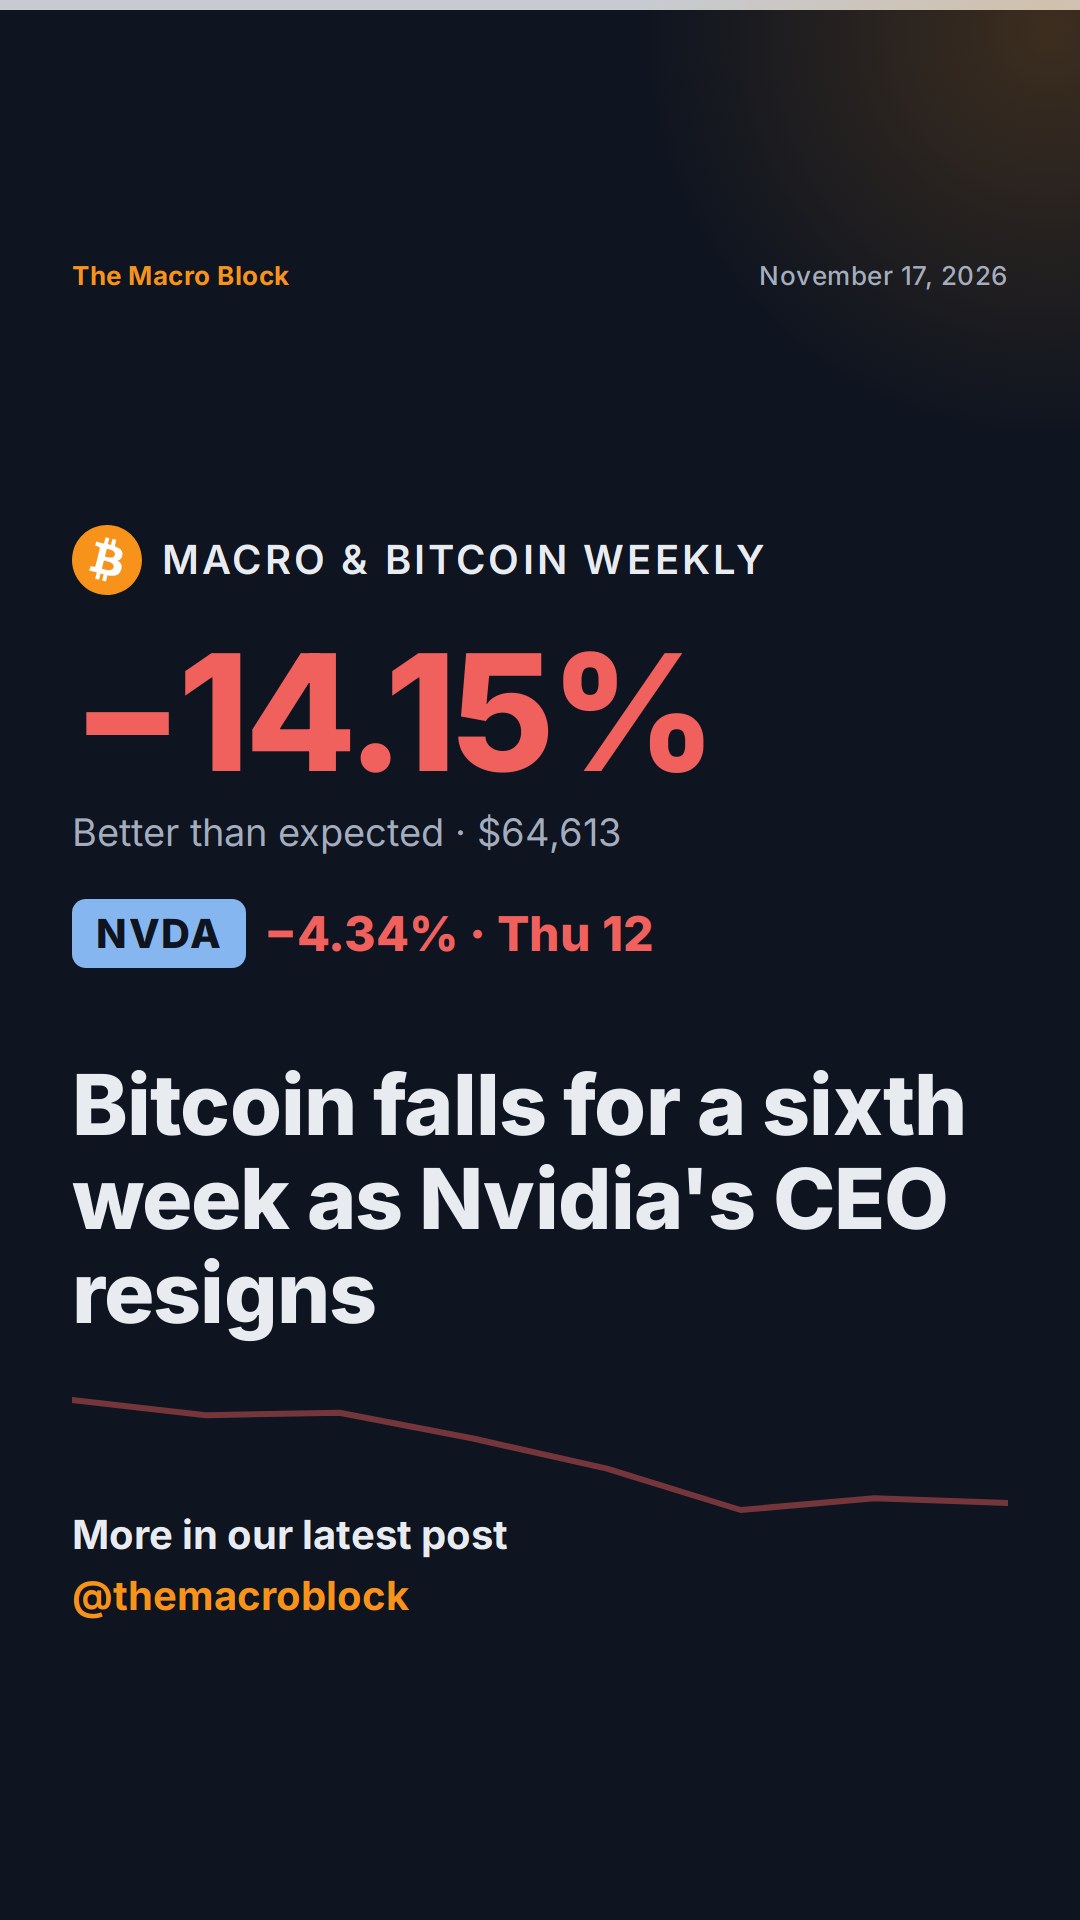 The Macro Block
November 17, 2026
MACRO & BITCOIN WEEKLY
−14.15%
Better than expected · $64,613
NVDA −4.34% · Thu 12
Bitcoin falls for a sixth
week as Nvidia's CEO
resigns
More in our latest post
@themacroblock